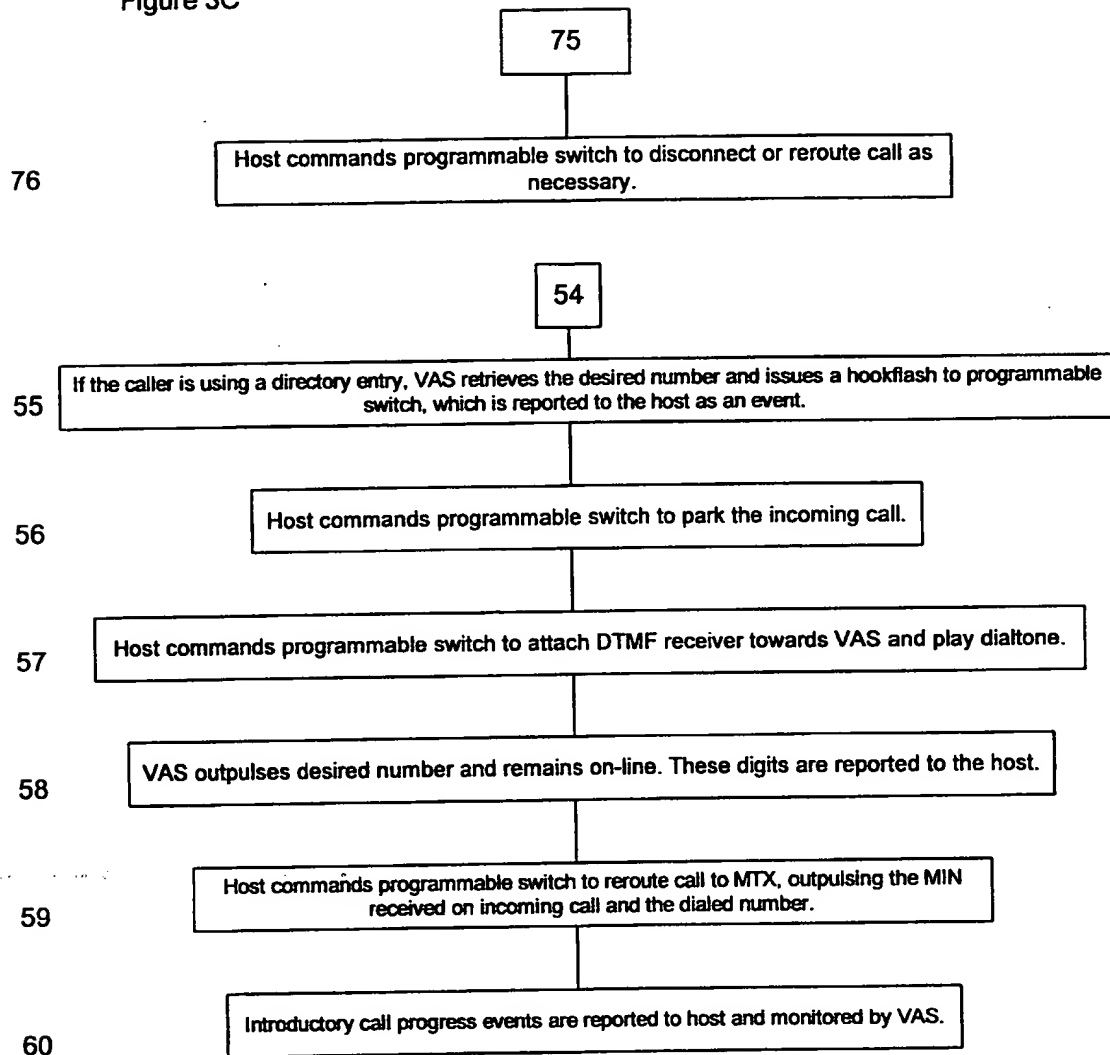 Figure 3C
75
76
Host commands programmable switch to disconnect or reroute call as
necessary.
54
55
If the caller is using a directory entry, VAS retrieves the desired number and issues a hookflash to programmable
switch, which is reported to the host as an event.
56
Host commands programmable switch to park the incoming call.
57
Host commands programmable switch to attach DTMF receiver towards VAS and play dialtone.
58
VAS outpulses desired number and remains on-line. These digits are reported to the host.
59
Host commands programmable switch to reroute call to MTX, outpulsing the MIN
received on incoming call and the dialed number.
60
Introductory call progress events are reported to host and monitored by VAS.